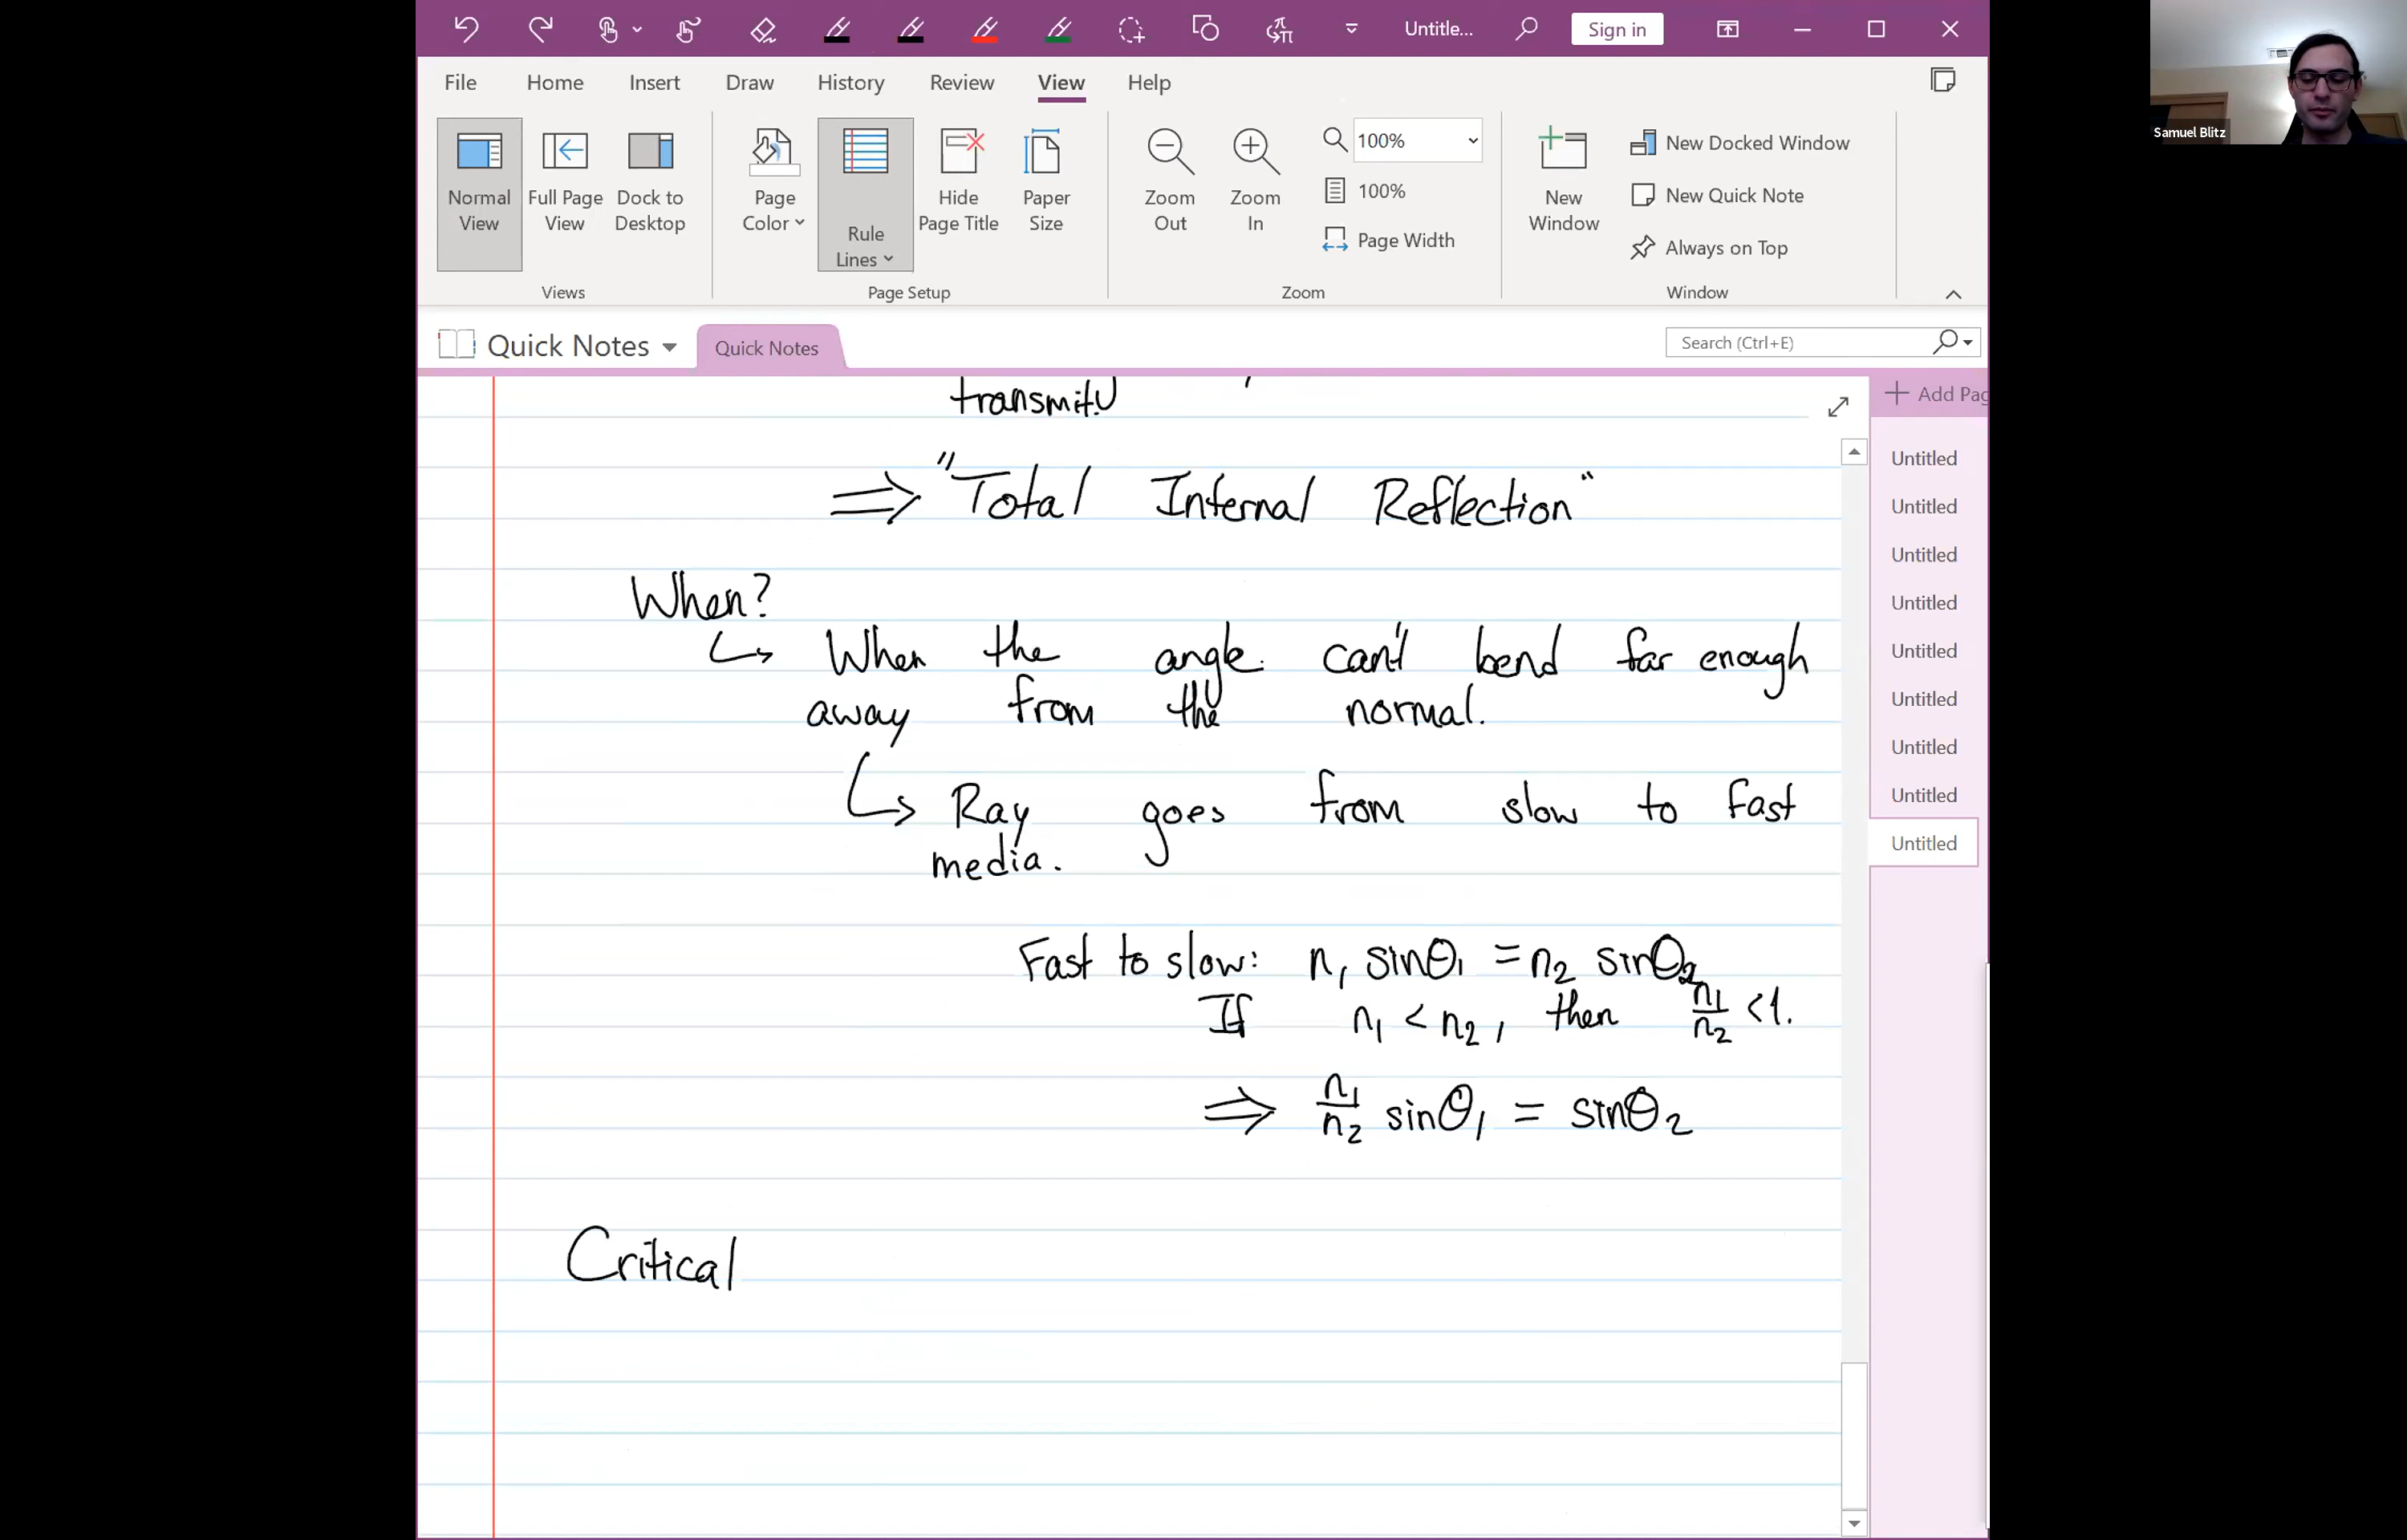 Untitle...
Sign in
File Home Insert Draw History Review View Help
Normal View
Full Page View
Dock to Desktop
Views
Page Color
Rule Lines
Hide Page Title
Paper Size
Page Setup
Zoom Out
Zoom In
100%
100%
Page Width
Zoom
New Window
New Docked Window
New Quick Note
Always on Top
Window
Samuel Blitz
Quick Notes
Quick Notes
Search (Ctrl+E)
Add Pag
Untitled
Untitled
Untitled
Untitled
Untitled
Untitled
Untitled
Untitled
Untitled
⇒ "Total Internal Reflection"
When?
↳ When the angle can't bend far enough
away from the normal.
↳ Ray goes from slow to fast
media.
Fast to slow: n₁ sinθ₁ = n₂ sinθ₂
If n₁ < n₂, then n₁/n₂ < 1.
⇒ n₁/n₂ sinθ₁ = sinθ₂
Critical